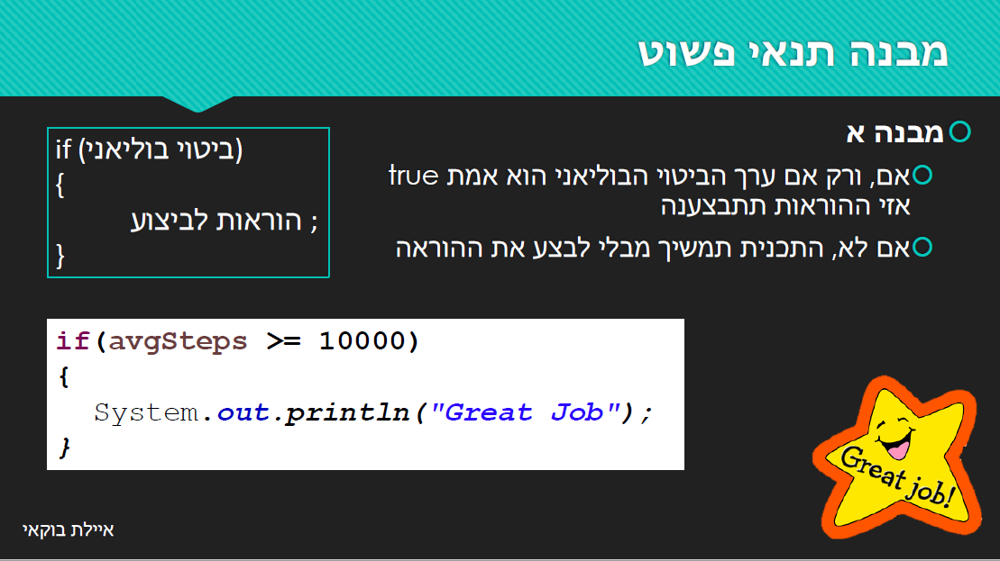 מבנה תנאי פשוט
מבנה א
אם, ורק אם ערך הביטוי הבוליאני הוא אמת true
אזי ההוראות תתבצענה
אם לא, התכנית תמשיך מבלי לבצע את ההוראה
if (ביטוי בוליאני)
{
הוראות לביצוע ;
}
if(avgSteps >= 10000)
{
System.out.println("Great Job");
}
Great job!
איילת בוקאי